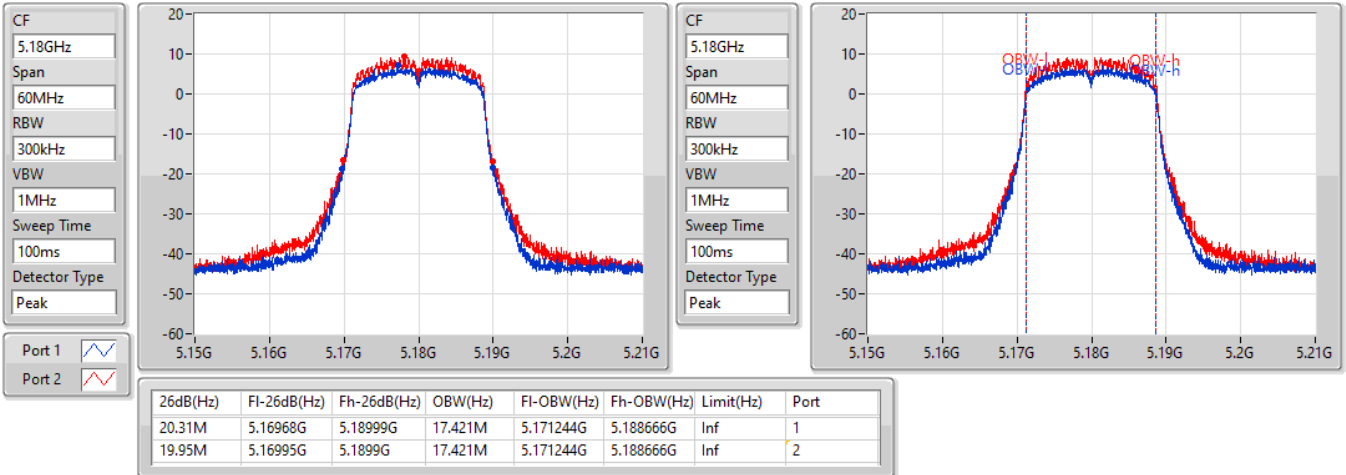 CF
5.18GHz
Span
60MHz
RBW
300kHz
VBW
1MHz
Sweep Time
100ms
Detector Type
Peak
20
10
0
-10
-20
-30
-40
-50
-60
5.15G 5.16G 5.17G 5.18G 5.19G 5.2G 5.21G
CF
5.18GHz
Span
60MHz
RBW
300kHz
VBW
1MHz
Sweep Time
100ms
Detector Type
Peak
20
10
0
-10
-20
-30
-40
-50
-60
OBW-l OBW-h
OBW-l OBW-h
5.15G 5.16G 5.17G 5.18G 5.19G 5.2G 5.21G
Port 1
Port 2
26dB(Hz) Fl-26dB(Hz) Fh-26dB(Hz) OBW(Hz) Fl-OBW(Hz) Fh-OBW(Hz) Limit(Hz) Port
20.31M 5.16968G 5.18999G 17.421M 5.171244G 5.188666G Inf 1
19.95M 5.16995G 5.1899G 17.421M 5.171244G 5.188666G Inf 2